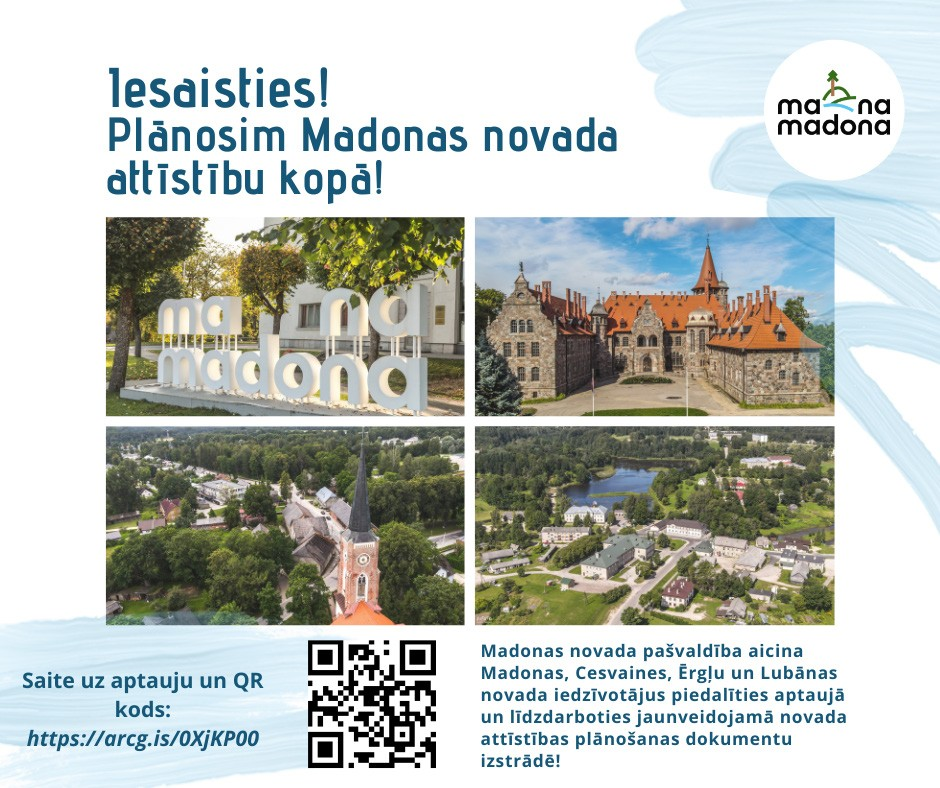 Iesaisties!
Plānosim Madonas novada
attīstību kopā!
ma na
madona
ma na
madona
Saite uz aptauju un QR
kods:
https://arcg.is/0XjKP00
Madonas novada pašvaldība aicina
Madonas, Cesvaines, Ērgļu un Lubānas
novada iedzīvotājus piedalīties aptaujā
un līdzdarboties jaunveidojamā novada
attīstības plānošanas dokumentu
izstrādē!